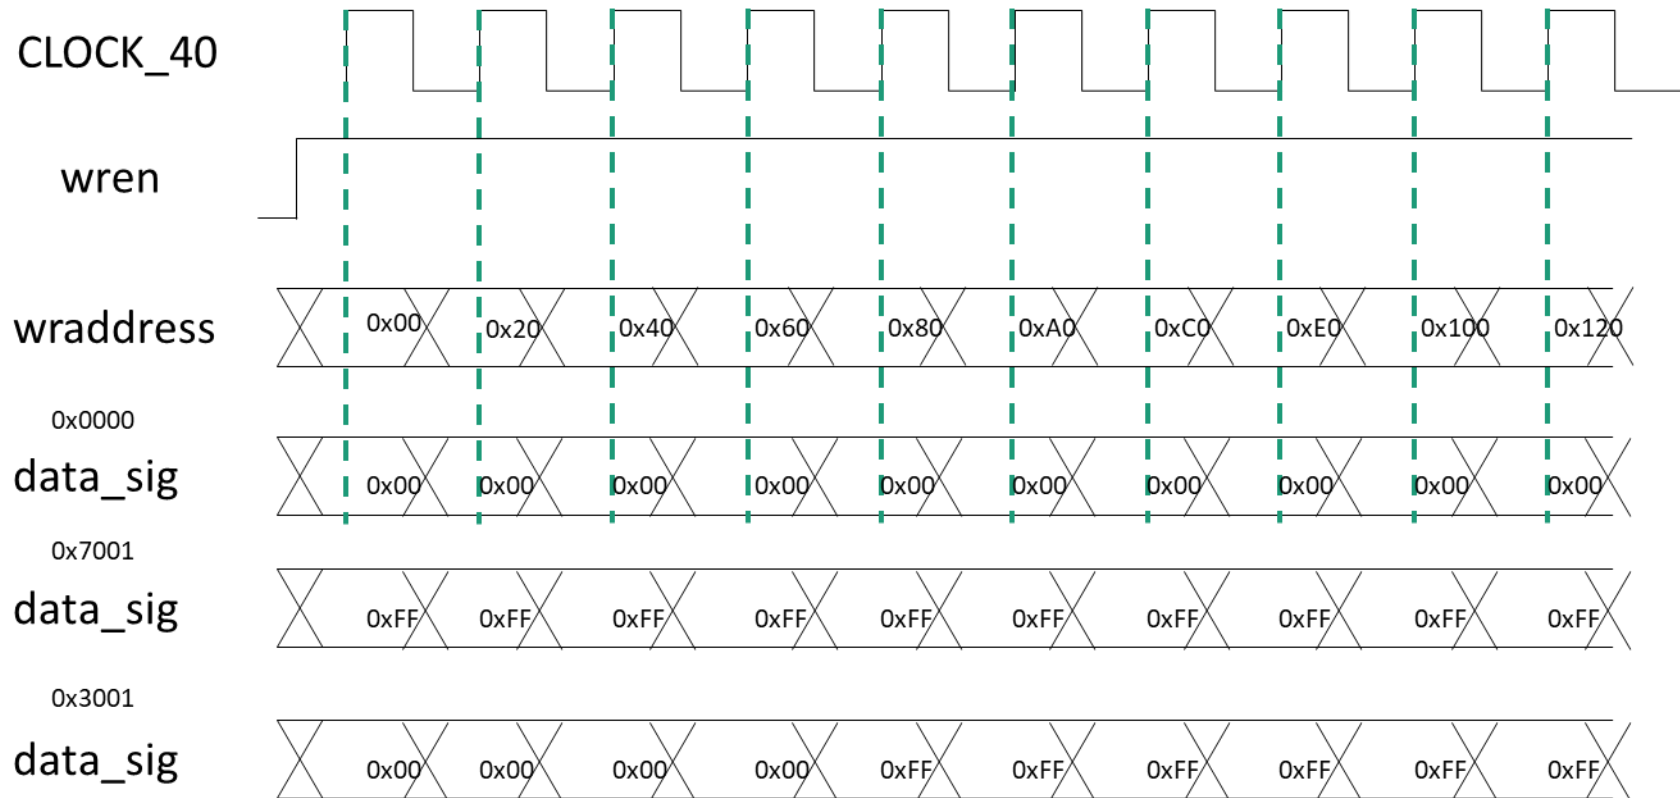 CLOCK_40
wren
wraddress 0x00 0x20 0x40 0x60 0x80 0xA0 0xC0 0xE0 0x100 0x120
0x0000
data_sig 0x00 0x00 0x00 0x00 0x00 0x00 0x00 0x00 0x00 0x00
0x7001
data_sig 0xFF 0xFF 0xFF 0xFF 0xFF 0xFF 0xFF 0xFF 0xFF 0xFF
0x3001
data_sig 0x00 0x00 0x00 0x00 0xFF 0xFF 0xFF 0xFF 0xFF 0xFF